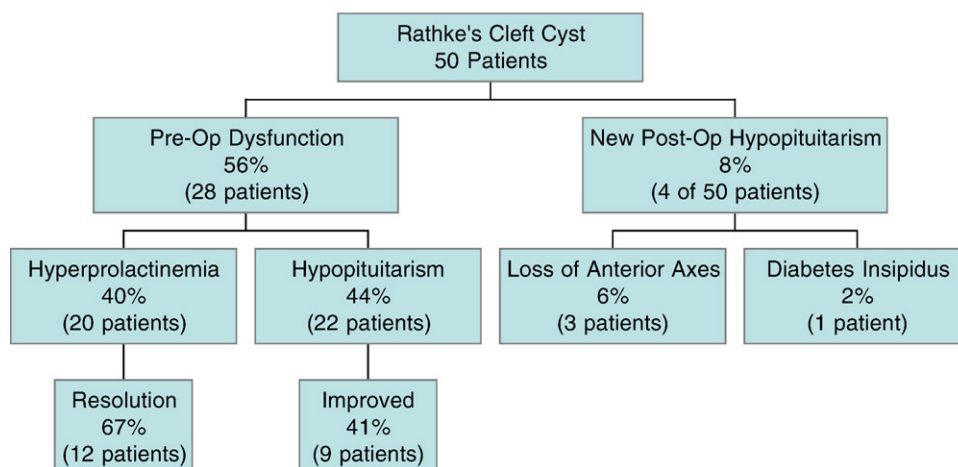 Rathke's Cleft Cyst
50 Patients
Pre-Op Dysfunction
56%
(28 patients)
New Post-Op Hypopituitarism
8%
(4 of 50 patients)
Hyperprolactinemia
40%
(20 patients)
Hypopituitarism
44%
(22 patients)
Loss of Anterior Axes
6%
(3 patients)
Diabetes Insipidus
2%
(1 patient)
Resolution
67%
(12 patients)
Improved
41%
(9 patients)